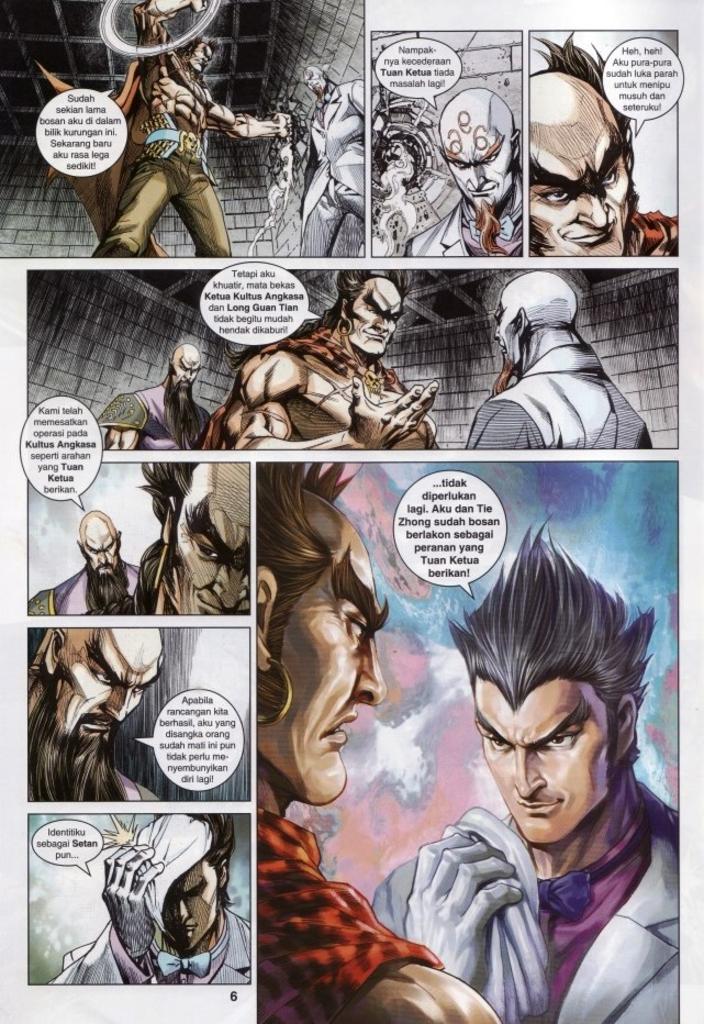 Sudah
sekian lama
bosan aku di dalam
bilik kurungan ini.
Sekarang baru
aku rasa lega
sedikit!
Nampak-
nya kecederaan
Tuan Ketua tiada
masalah lagi!
666
Heh, heh!
Aku pura-pura
sudah luka parah
untuk menipu
musuh dan
seteruku!
Tetapi aku
khuatir, mata bekas
Ketua Kultus Angkasa
dan Long Guan Tian
tidak begitu mudah
hendak dikaburi!
Kami telah
memesatkan
operasi pada
Kultus Angkasa
seperti arahan
yang Tuan
Ketua
berikan.
Apabila
rancangan kita
berhasil, aku yang
disangka orang
sudah mati ini pun
tidak perlu me-
nyembunyikan
diri lagi!
Identitiku
sebagai Setan
pun...
...tidak
diperlukan
lagi. Aku dan Tie
Zhong sudah bosan
berlakon sebagai
peranan yang
Tuan Ketua
berikan!
6